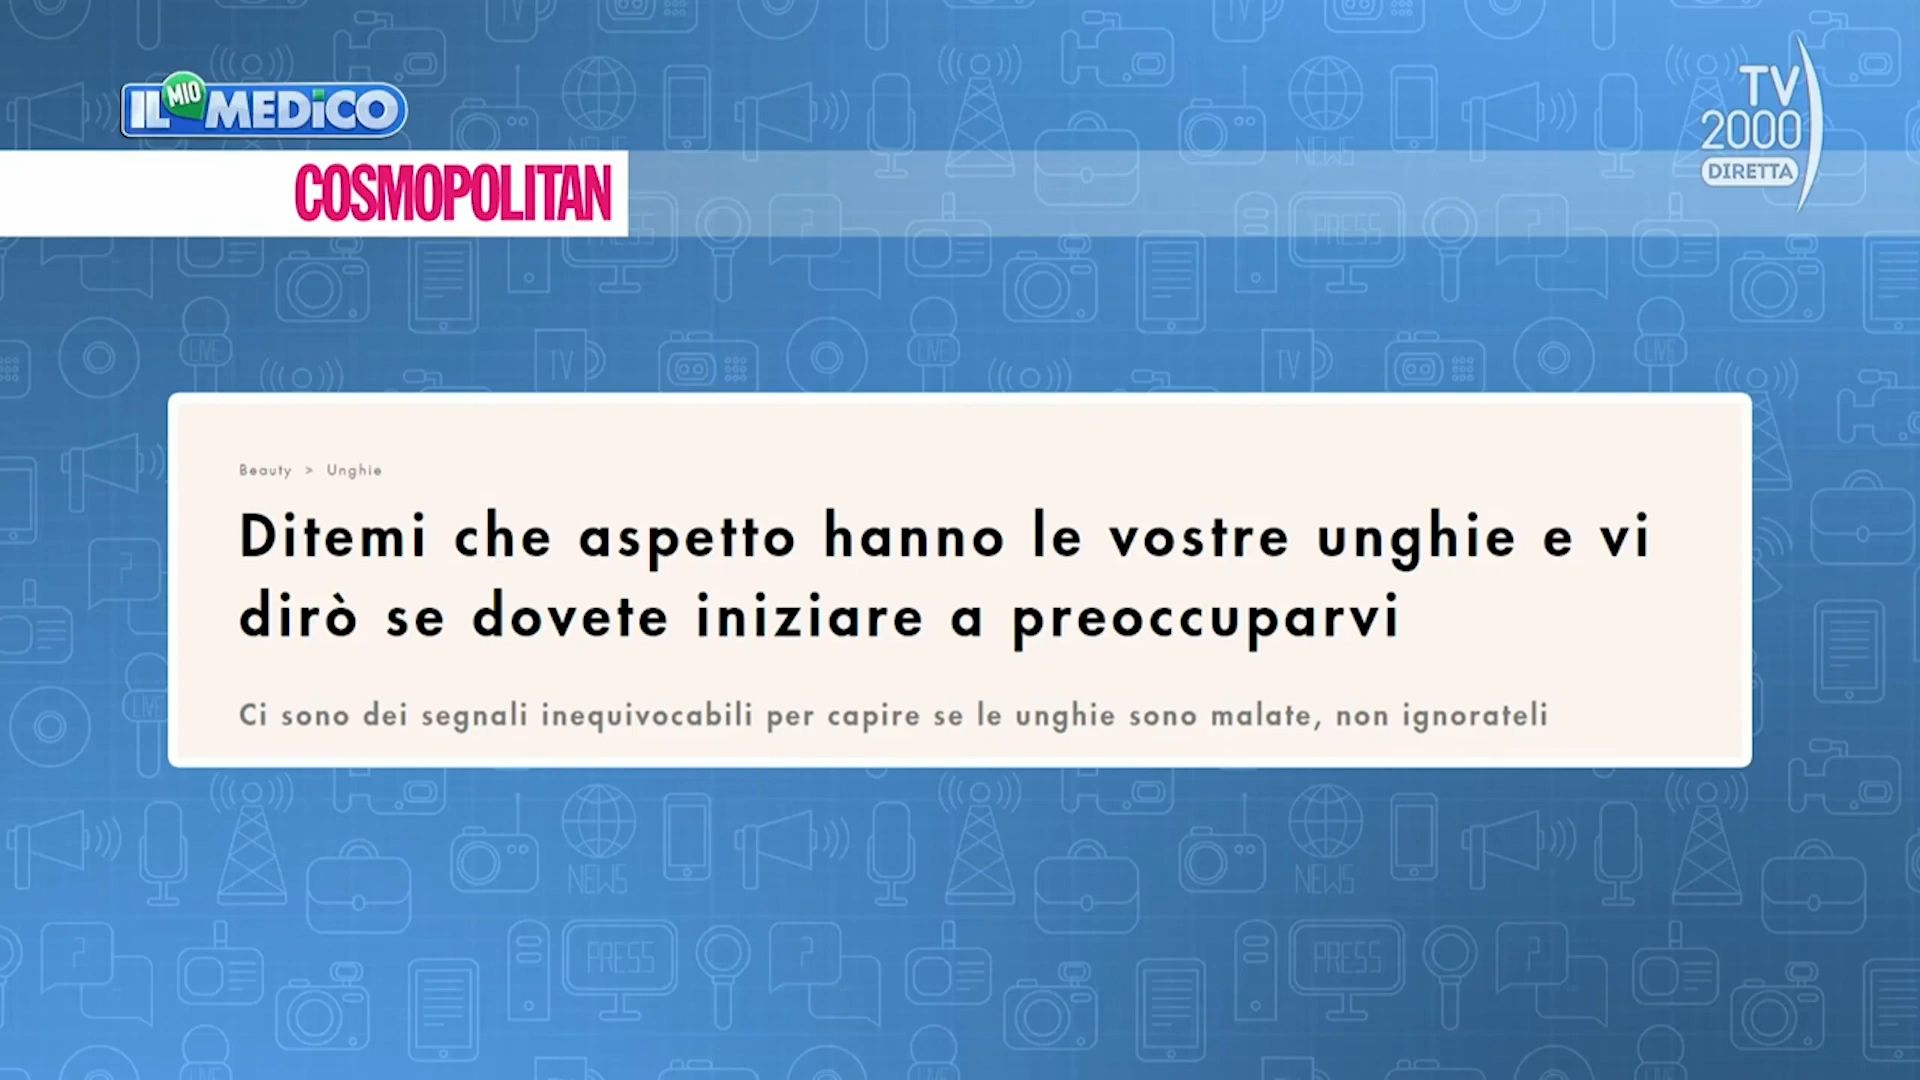 IL MIO MEDICO
TV
2000
DIRETTA
COSMOPOLITAN
Beauty > Unghie
Ditemi che aspetto hanno le vostre unghie e vi
dirò se dovete iniziare a preoccuparvi
Ci sono dei segnali inequivocabili per capire se le unghie sono malate, non ignorateli